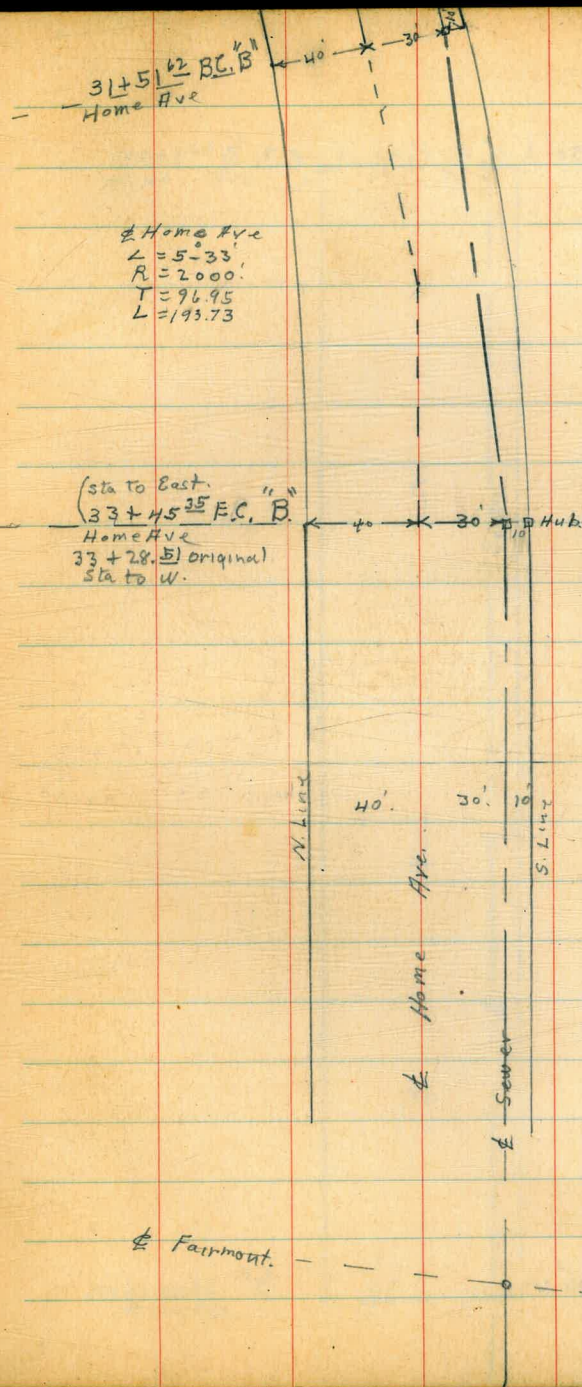 10
40' 30'
31+51 62 B.C. "B"
Home Ave
℄ Home Ave
∠ = 5°-33'
R = 2000'
T = 96.95
L = 193.73
(sta to East.
33+45 35 E.C. "B"
40 30' 10 Hub
Home Ave
33+28.51 original)
Sta to W.
N. Line
40'. 30'. 10'
S. Line
℄ Home Ave.
℄ Sewer
℄ Fairmount.